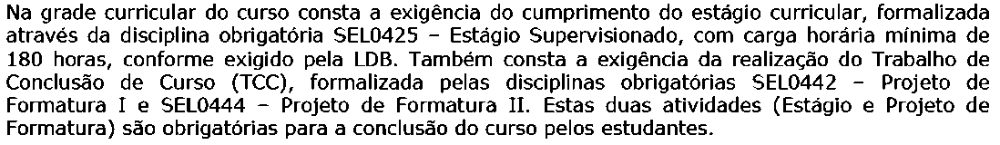 Na grade curricular do curso consta a exigência do cumprimento do estágio curricular, formalizada
através da disciplina obrigatória SEL0425 – Estágio Supervisionado, com carga horária mínima de
180 horas, conforme exigido pela LDB. Também consta a exigência da realização do Trabalho de
Conclusão de Curso (TCC), formalizada pelas disciplinas obrigatórias SEL0442 – Projeto de
Formatura I e SEL0444 – Projeto de Formatura II. Estas duas atividades (Estágio e Projeto de
Formatura) são obrigatórias para a conclusão do curso pelos estudantes.